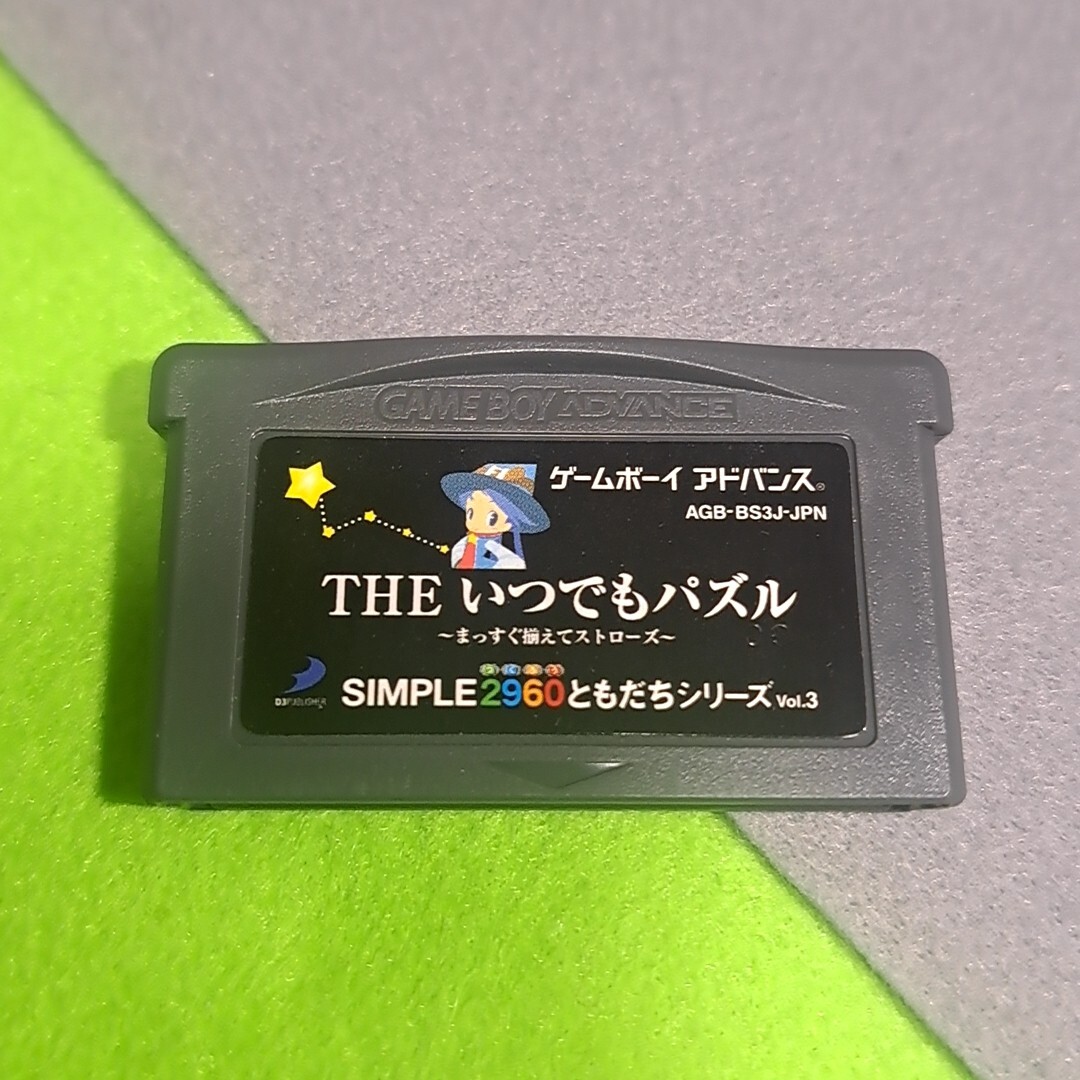 GAME BOY ADVANCE
ゲームボーイ アドバンス®
AGB-BS3J-JPN
THE いつでもパズル
～まっすぐ揃えてストローズ～
D3PUBLISHER
SIMPLE2960ともだちシリーズ Vol.3